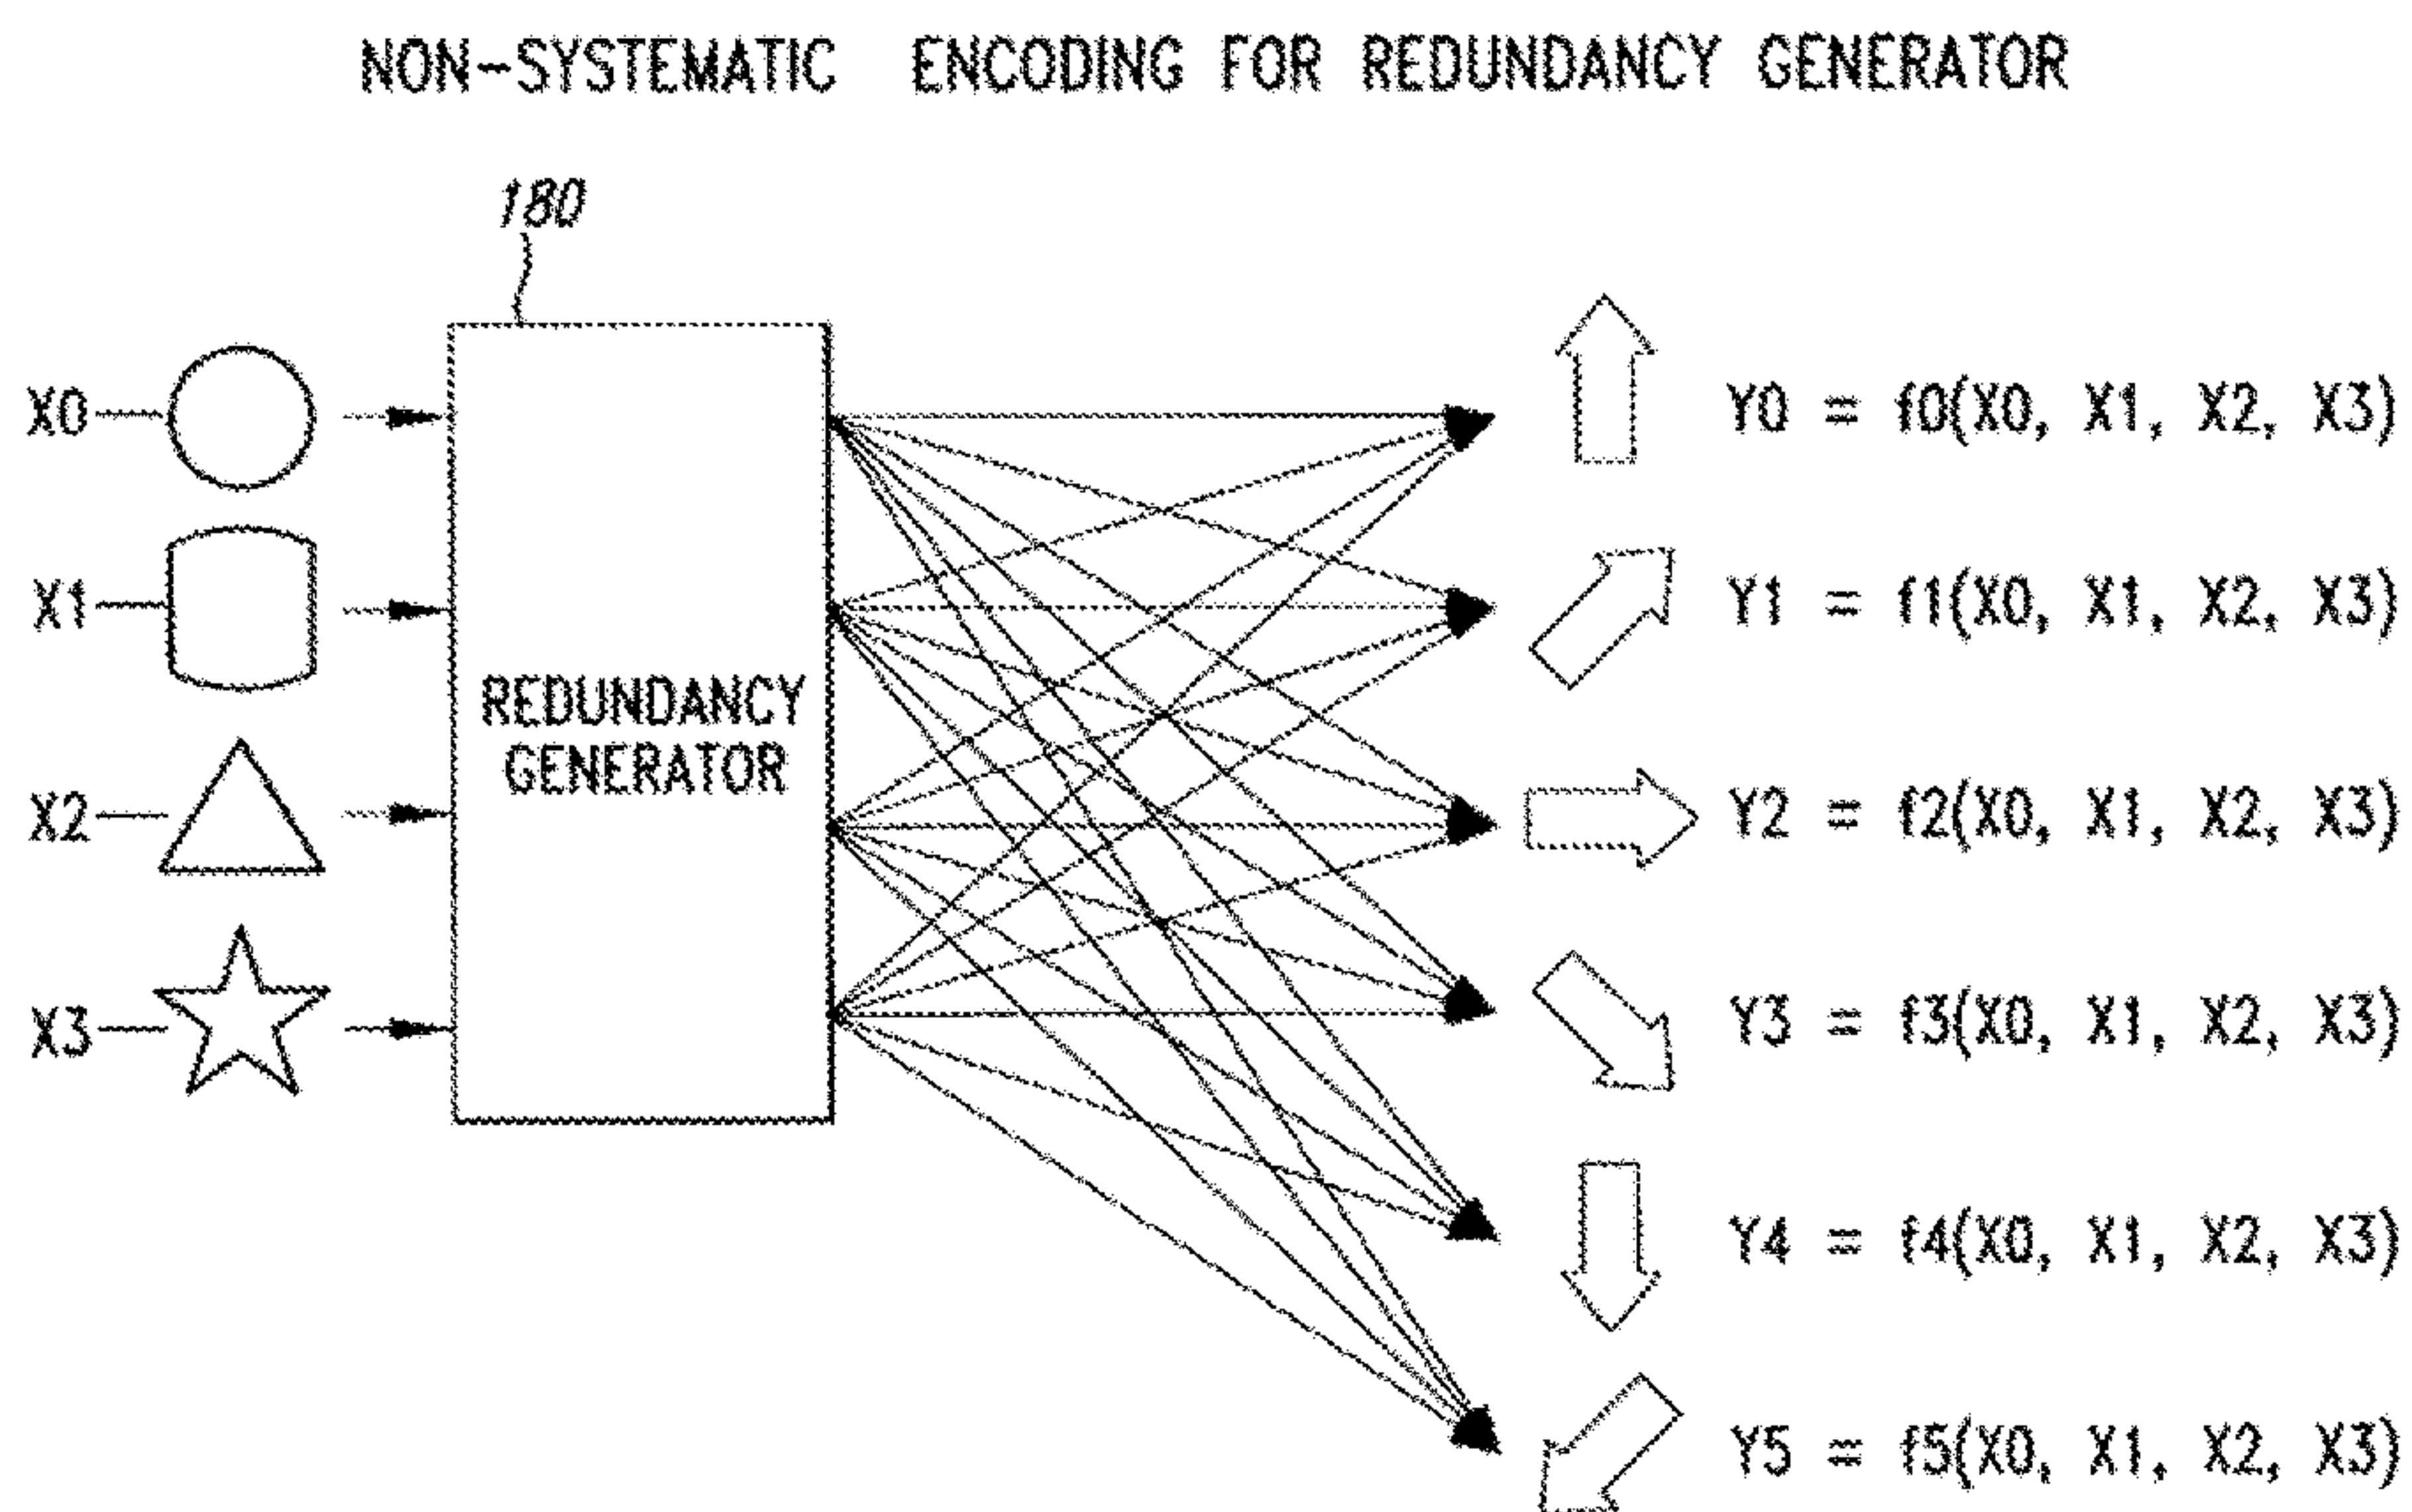 NON-SYSTEMATIC ENCODING FOR REDUNDANCY GENERATOR
180
X0
X1
X2
X3
REDUNDANCY
GENERATOR
Y0 = f0(X0, X1, X2, X3)
Y1 = f1(X0, X1, X2, X3)
Y2 = f2(X0, X1, X2, X3)
Y3 = f3(X0, X1, X2, X3)
Y4 = f4(X0, X1, X2, X3)
Y5 = f5(X0, X1, X2, X3)